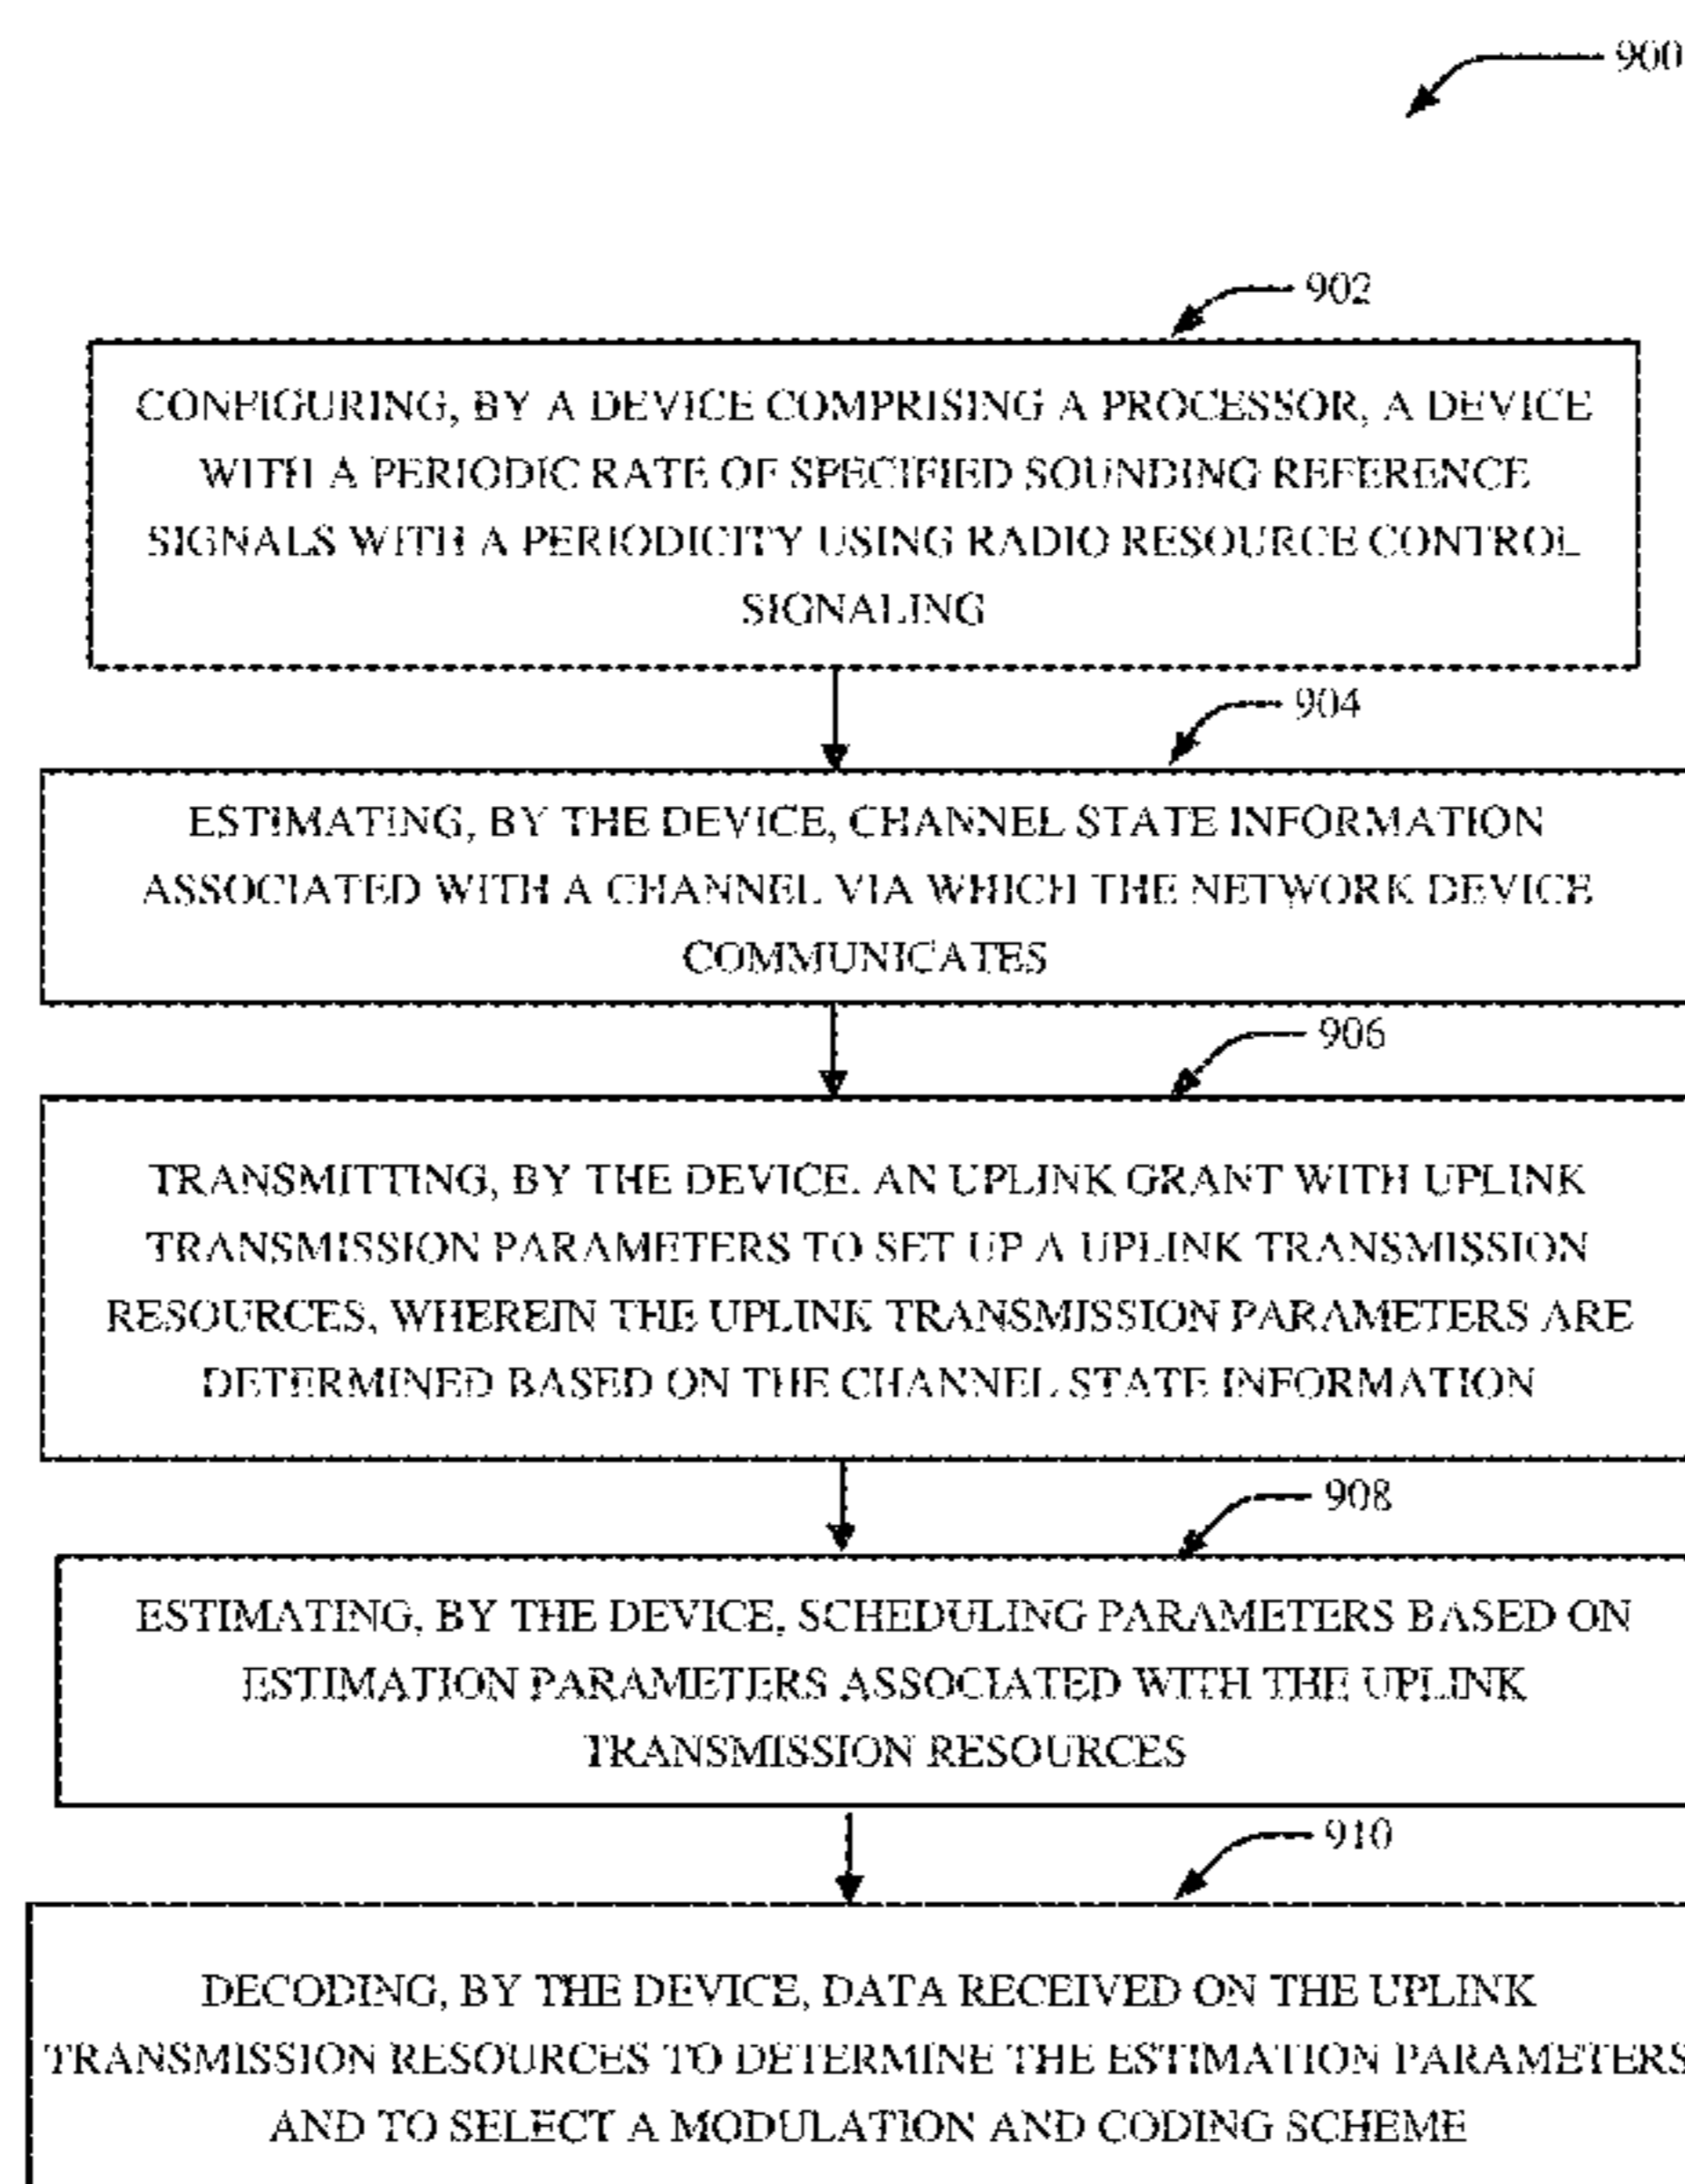 900
902
CONFIGURING, BY A DEVICE COMPRISING A PROCESSOR, A DEVICE
WITH A PERIODIC RATE OF SPECIFIED SOUNDING REFERENCE
SIGNALS WITH A PERIODICITY USING RADIO RESOURCE CONTROL
SIGNALING
904
ESTIMATING, BY THE DEVICE, CHANNEL STATE INFORMATION
ASSOCIATED WITH A CHANNEL VIA WHICH THE NETWORK DEVICE
COMMUNICATES
906
TRANSMITTING, BY THE DEVICE. AN UPLINK GRANT WITH UPLINK
TRANSMISSION PARAMETERS TO SET UP A UPLINK TRANSMISSION
RESOURCES, WHEREIN THE UPLINK TRANSMISSION PARAMETERS ARE
DETERMINED BASED ON THE CHANNEL STATE INFORMATION
908
ESTIMATING, BY THE DEVICE, SCHEDULING PARAMETERS BASED ON
ESTIMATION PARAMETERS ASSOCIATED WITH THE UPLINK
TRANSMISSION RESOURCES
910
DECODING, BY THE DEVICE, DATA RECEIVED ON THE UPLINK
TRANSMISSION RESOURCES TO DETERMINE THE ESTIMATION PARAMETERS
AND TO SELECT A MODULATION AND CODING SCHEME